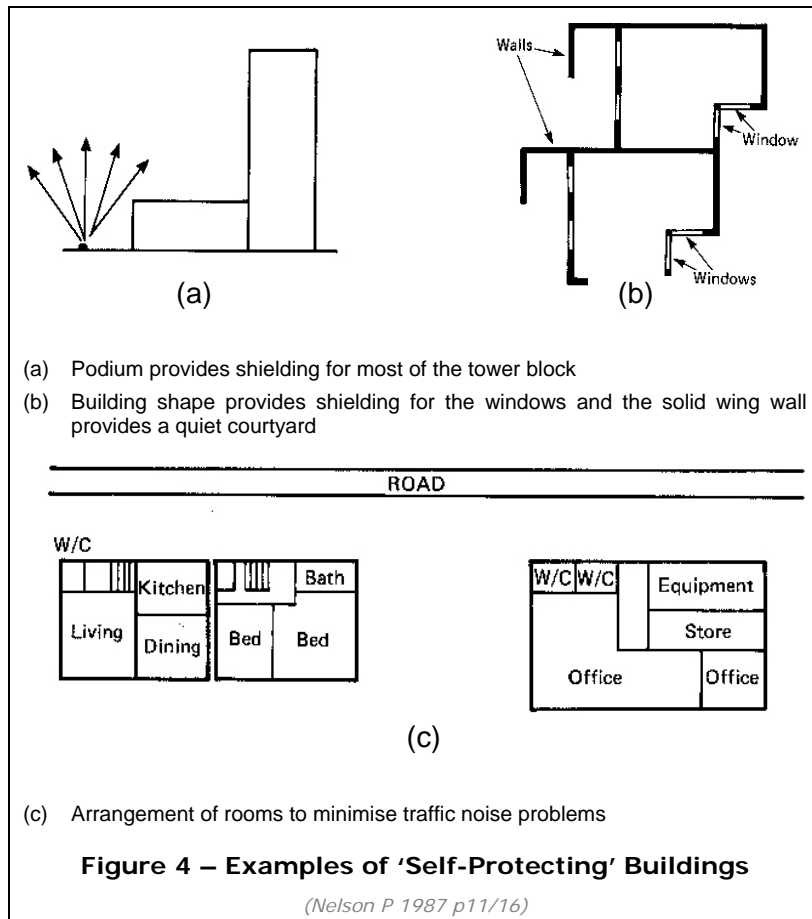 Walls
Window
Windows
(a)
(b)
(a) Podium provides shielding for most of the tower block
(b) Building shape provides shielding for the windows and the solid wing wall
provides a quiet courtyard
ROAD
W/C
Kitchen
Bath
Living
Dining
Bed
Bed
W/C
W/C
Equipment
Store
Office
Office
(c)
(c) Arrangement of rooms to minimise traffic noise problems
Figure 4 – Examples of ‘Self-Protecting’ Buildings
(Nelson P 1987 p11/16)